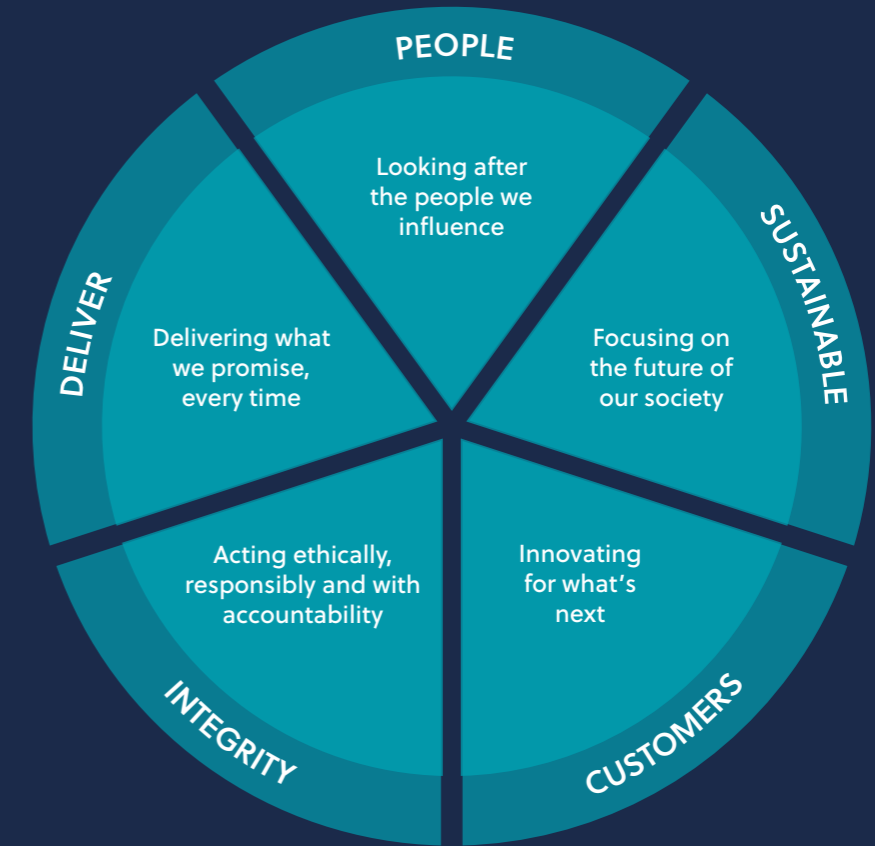 PEOPLE
Looking after
the people we
influence
SUSTAINABLE
Focusing on
the future of
our society
CUSTOMERS
Innovating
for what's
next
INTEGRITY
Acting ethically,
responsibly and with
accountability
DELIVER
Delivering what
we promise,
every time